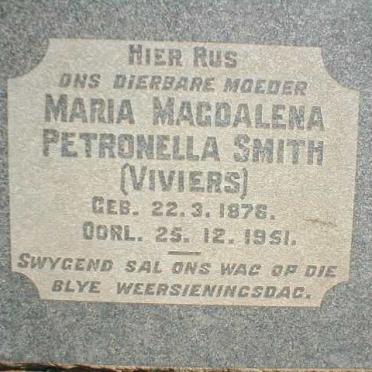 HIER RUS
ONS DIERBARE MOEDER
MARIA MAGDALENA
PETRONELLA SMITH
(VIVIERS)
GEB. 22. 3. 1876.
OORL. 25. 12. 1951.
SWYGEND SAL ONS WAG OP DIE
BLYE WEERSIENINGSDAG.